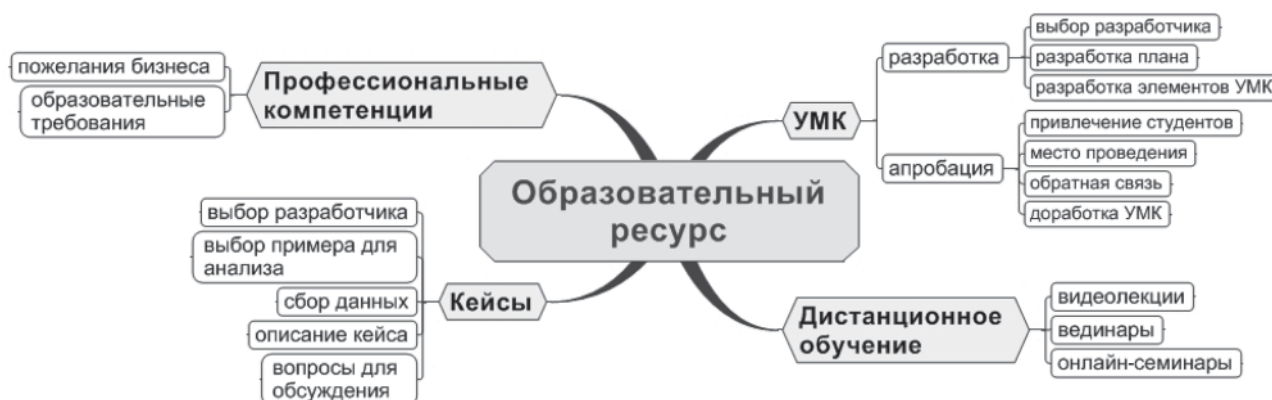 Образовательный
ресурс
Профессиональные
компетенции
пожелания бизнеса
образовательные
требования
Кейсы
выбор разработчика
выбор примера для
анализа
сбор данных
описание кейса
вопросы для
обсуждения
УМК
разработка
выбор разработчика
разработка плана
разработка элементов УМК
апробация
привлечение студентов
место проведения
обратная связь
доработка УМК
Дистанционное
обучение
видеолекции
вединары
онлайн-семинары